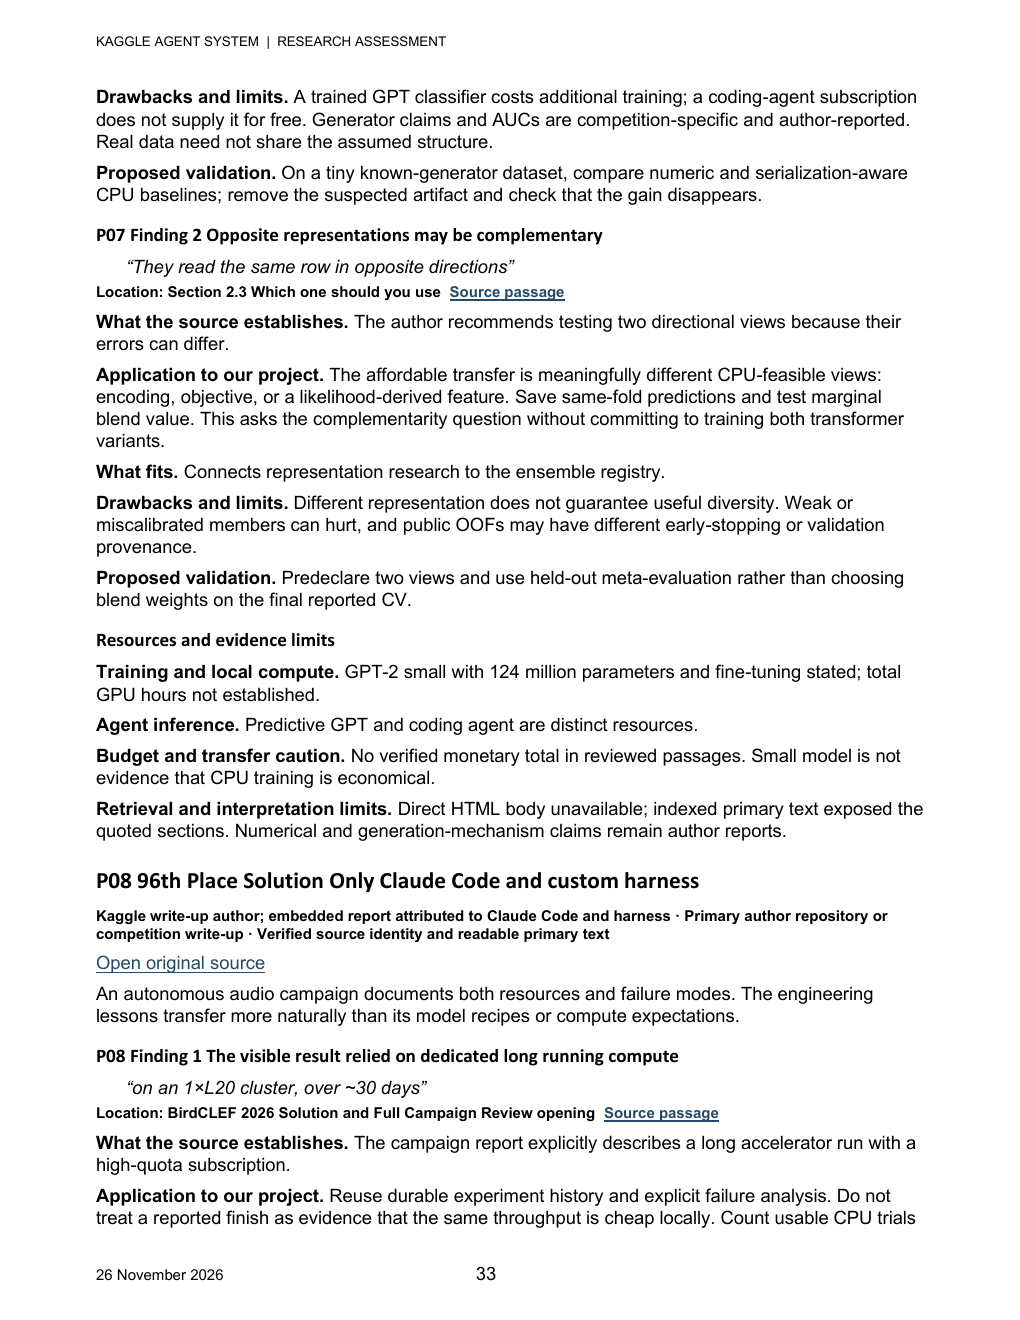 KAGGLE AGENT SYSTEM | RESEARCH ASSESSMENT
Drawbacks and limits. A trained GPT classifier costs additional training; a coding-agent subscription
does not supply it for free. Generator claims and AUCs are competition-specific and author-reported.
Real data need not share the assumed structure.
Proposed validation. On a tiny known-generator dataset, compare numeric and serialization-aware
CPU baselines; remove the suspected artifact and check that the gain disappears.
P07 Finding 2 Opposite representations may be complementary
“They read the same row in opposite directions”
Location: Section 2.3 Which one should you use Source passage
What the source establishes. The author recommends testing two directional views because their
errors can differ.
Application to our project. The affordable transfer is meaningfully different CPU-feasible views:
encoding, objective, or a likelihood-derived feature. Save same-fold predictions and test marginal
blend value. This asks the complementarity question without committing to training both transformer
variants.
What fits. Connects representation research to the ensemble registry.
Drawbacks and limits. Different representation does not guarantee useful diversity. Weak or
miscalibrated members can hurt, and public OOFs may have different early-stopping or validation
provenance.
Proposed validation. Predeclare two views and use held-out meta-evaluation rather than choosing
blend weights on the final reported CV.
Resources and evidence limits
Training and local compute. GPT-2 small with 124 million parameters and fine-tuning stated; total
GPU hours not established.
Agent inference. Predictive GPT and coding agent are distinct resources.
Budget and transfer caution. No verified monetary total in reviewed passages. Small model is not
evidence that CPU training is economical.
Retrieval and interpretation limits. Direct HTML body unavailable; indexed primary text exposed the
quoted sections. Numerical and generation-mechanism claims remain author reports.
P08 96th Place Solution Only Claude Code and custom harness
Kaggle write-up author; embedded report attributed to Claude Code and harness · Primary author repository or
competition write-up · Verified source identity and readable primary text
Open original source
An autonomous audio campaign documents both resources and failure modes. The engineering
lessons transfer more naturally than its model recipes or compute expectations.
P08 Finding 1 The visible result relied on dedicated long running compute
“on an 1×L20 cluster, over ~30 days”
Location: BirdCLEF 2026 Solution and Full Campaign Review opening Source passage
What the source establishes. The campaign report explicitly describes a long accelerator run with a
high-quota subscription.
Application to our project. Reuse durable experiment history and explicit failure analysis. Do not
treat a reported finish as evidence that the same throughput is cheap locally. Count usable CPU trials
26 November 2026 33